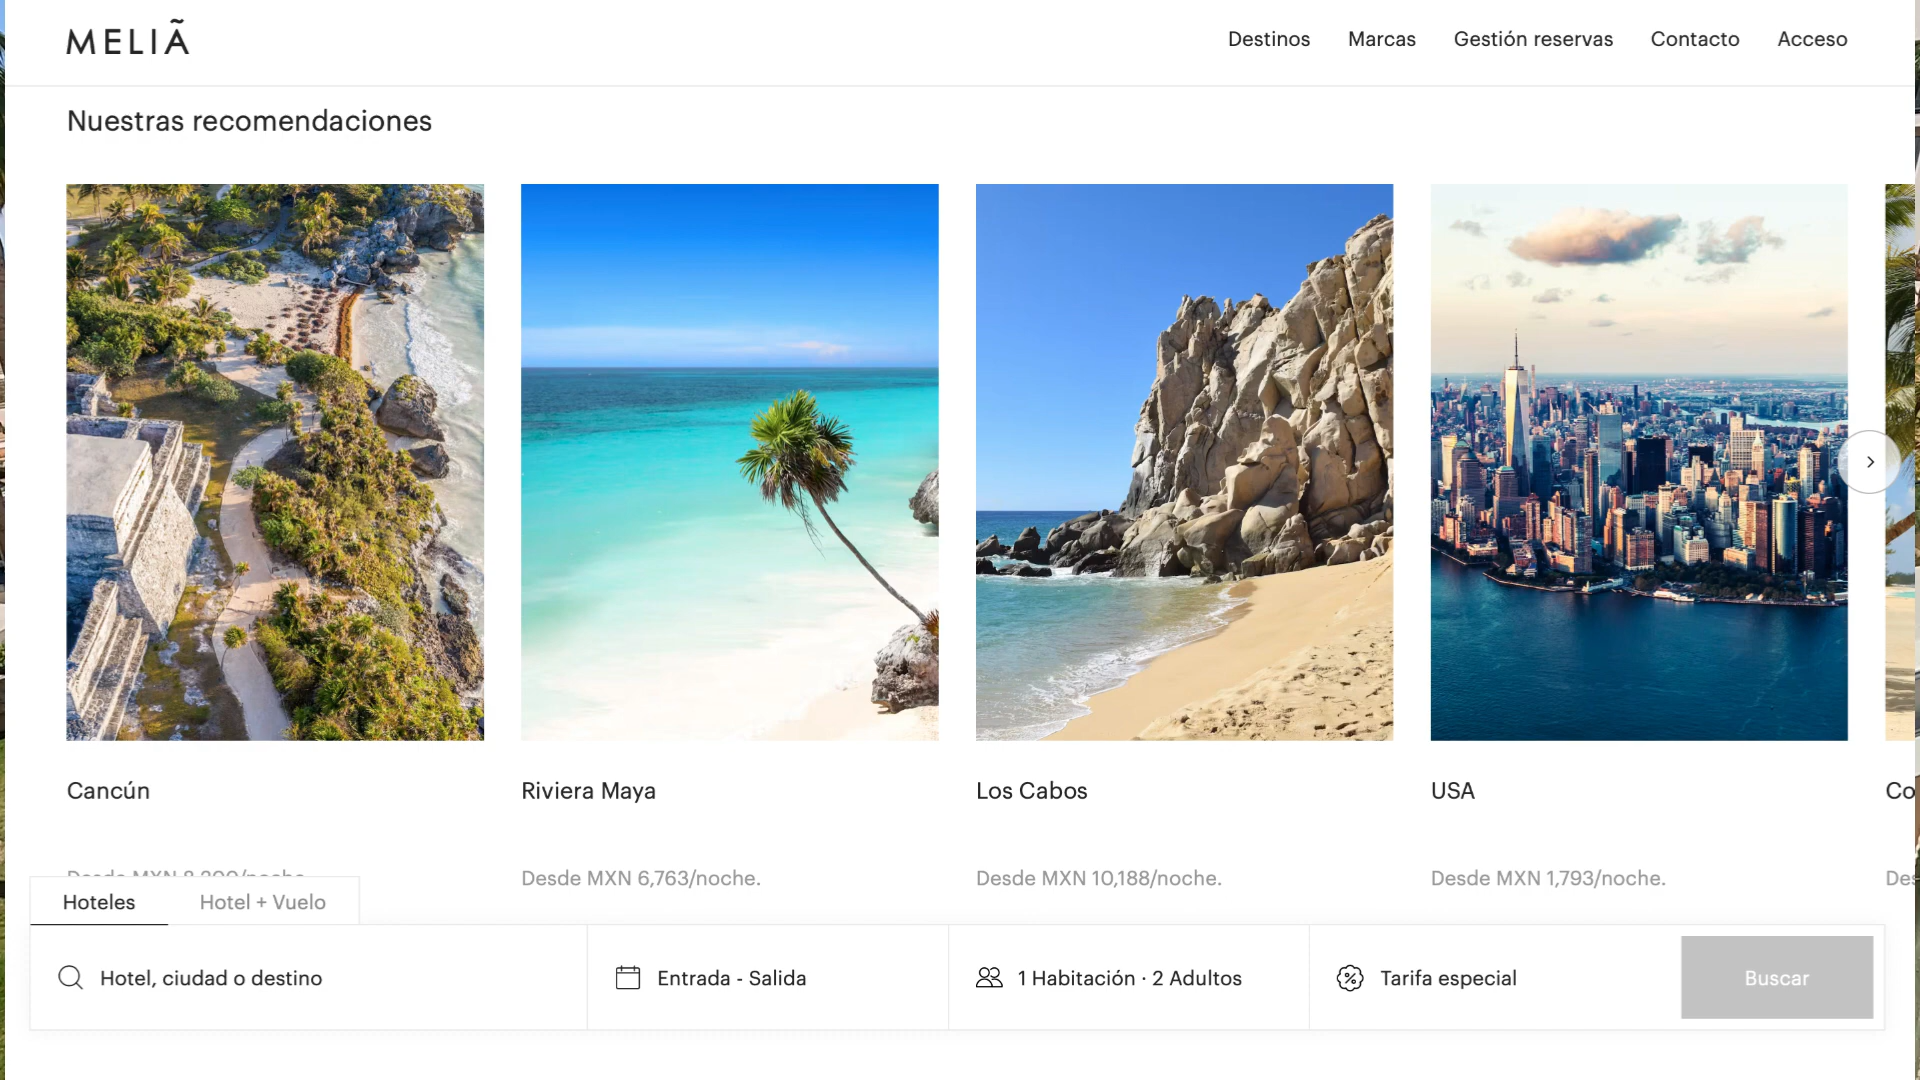 MELIÃ
Destinos
Marcas
Gestión reservas
Contacto
Acceso
Nuestras recomendaciones
Cancún
Riviera Maya
Los Cabos
USA
Co
Desde MXN 6,763/noche.
Desde MXN 10,188/noche.
Desde MXN 1,793/noche.
Des
Hoteles
Hotel + Vuelo
Hotel, ciudad o destino
Entrada - Salida
1 Habitación · 2 Adultos
Tarifa especial
Buscar